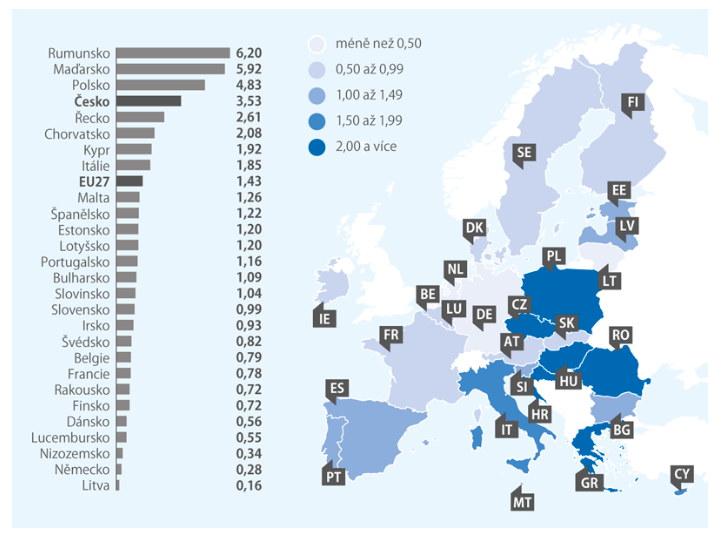 Rumunsko 6,20
Maďarsko 5,92
Polsko 4,83
Česko 3,53
Řecko 2,61
Chorvatsko 2,08
Kypr 1,92
Itálie 1,85
EU27 1,43
Malta 1,26
Španělsko 1,22
Estonsko 1,20
Lotyšsko 1,20
Portugalsko 1,16
Bulharsko 1,09
Slovinsko 1,04
Slovensko 0,99
Irsko 0,93
Švédsko 0,82
Belgie 0,79
Francie 0,78
Rakousko 0,72
Finsko 0,72
Dánsko 0,56
Lucembursko 0,55
Nizozemsko 0,34
Německo 0,28
Litva 0,16
méně než 0,50
0,50 až 0,99
1,00 až 1,49
1,50 až 1,99
2,00 a více
FI
SE
EE
LV
DK
PL
NL
LT
BE
LU
CZ
IE
DE
SK
FR
AT
RO
ES
SI
HU
HR
IT
BG
PT
GR
CY
MT